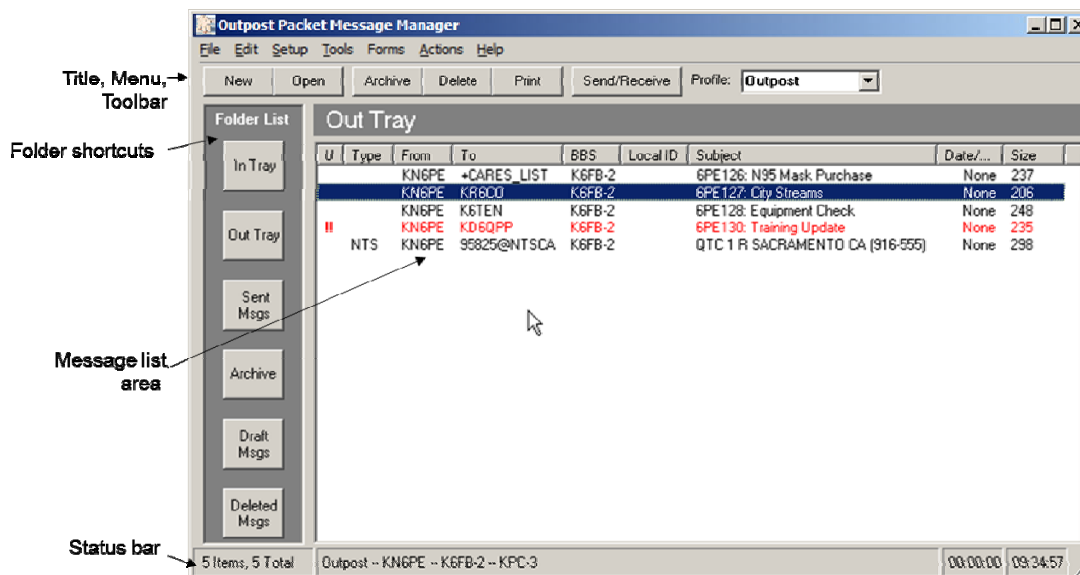 Outpost Packet Message Manager
File Edit Setup Tools Forms Actions Help
Title, Menu,
Toolbar
New Open Archive Delete Print Send/Receive Profile: Outpost
Folder List
Out Tray
Folder shortcuts
In Tray
Out Tray
Sent
Msgs
Archive
Draft
Msgs
Deleted
Msgs
U Type From To BBS Local ID Subject Date/... Size
KN6PE +CARES_LIST K6FB-2 6PE126: N95 Mask Purchase None 237
KN6PE KR6CO K6FB-2 6PE127: City Streams None 206
KN6PE K6TEN K6FB-2 6PE128: Equipment Check None 248
!! KN6PE KD6QPP K6FB-2 6PE130: Training Update None 235
NTS KN6PE 95825@NTSCA K6FB-2 QTC 1 R SACRAMENTO CA (916-555) None 298
Message list
area
Status bar
5 Items, 5 Total Outpost -- KN6PE -- K6FB-2 -- KPC-3 00:00:00 09:34:57